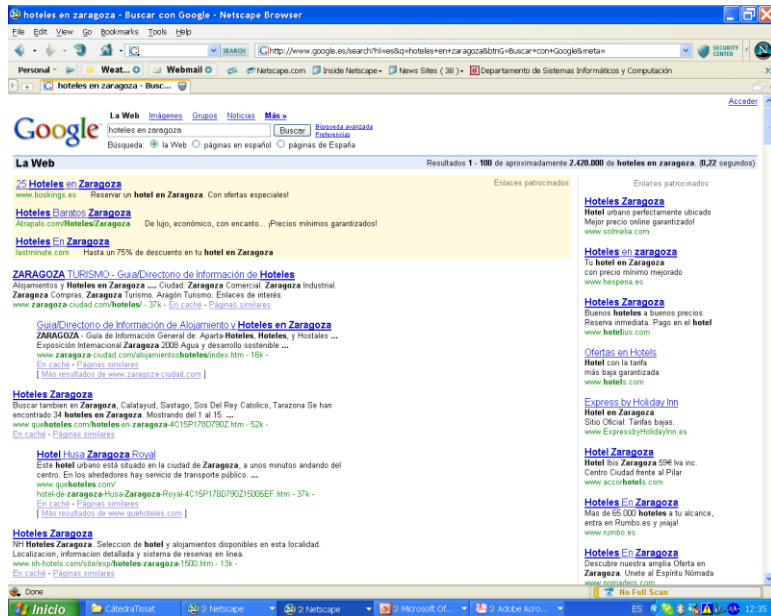 hoteles en zaragoza - Buscar con Google - Netscape Browser
File Edit View Go Bookmarks Tools Help
SEARCH http://www.google.es/search?hl=es&q=hoteles+en+zaragoza&btnG=Buscar+con+Google&meta= SECURITY CENTER
Personal Weat... Webmail Netscape.com Inside Netscape News Sites ( 38 ) Departamento de Sistemas Informáticos y Computación
hoteles en zaragoza - Busc...
Acceder
Google
La Web Imágenes Grupos Noticias Más »
hoteles en zaragoza Buscar Búsqueda avanzada
Preferencias
Búsqueda: la Web páginas en español páginas de España
La Web Resultados 1 - 100 de aproximadamente 2.420.000 de hoteles en zaragoza. (0,22 segundos)
25 Hoteles en Zaragoza Enlaces patrocinados
www.bookings.es Reservar un hotel en Zaragoza. Con ofertas especiales!
Hoteles Baratos Zaragoza
Atrapalo.com/Hoteles/Zaragoza De lujo, económico, con encanto... ¡Precios mínimos garantizados!
Hoteles En Zaragoza
lastminute.com Hasta un 75% de descuento en tu hotel en Zaragoza
ZARAGOZA TURISMO - Guia/Directorio de Información de Hoteles
Alojamientos y Hoteles en Zaragoza .... Ciudad. Zaragoza Comercial. Zaragoza Industrial.
Zaragoza Compras. Zaragoza Turismo. Aragón Turismo. Enlaces de interés.
www.zaragoza-ciudad.com/hoteles/ - 37k - En caché - Páginas similares
Guia/Directorio de Información de Alojamiento y Hoteles en Zaragoza
ZARAGOZA - Guia de Información General de: Aparta-Hoteles, Hoteles, y Hostales ...
Exposición Internacional Zaragoza 2008 Agua y desarrollo sostenible ...
www.zaragoza-ciudad.com/alojamientoshoteles/index.htm - 16k -
En caché - Páginas similares
[ Más resultados de www.zaragoza-ciudad.com ]
Hoteles Zaragoza
Buscar tambien en Zaragoza, Calatayud, Sastago, Sos Del Rey Catolico, Tarazona Se han
encontrado 34 hoteles en Zaragoza. Mostrando del 1 al 15. ...
www.quehoteles.com/hoteles-en-zaragoza-4C15P178D790Z.htm - 52k -
En caché - Páginas similares
Hotel Husa Zaragoza Royal
Este hotel urbano está situado en la ciudad de Zaragoza, a unos minutos andando del
centro. En los alrededores hay servicio de transporte público. ...
www.quehoteles.com/
hotel-de-zaragoza-Husa-Zaragoza-Royal-4C15P178D790Z15005EF.htm - 37k -
En caché - Páginas similares
[ Más resultados de www.quehoteles.com ]
Hoteles Zaragoza
NH Hoteles Zaragoza. Seleccion de hotel y alojamientos disponibles en esta localidad.
Localizacion, informacion detallada y sistema de reservas en linea.
www.nh-hotels.com/site/esp/hoteles-zaragoza-1500.htm - 13k -
En caché - Páginas similares
Enlaces patrocinados
Hoteles Zaragoza
Hotel urbano perfectamente ubicado
Mejor precio online garantizado!
www.solmelia.com
Hoteles en zaragoza
Tu hotel en Zaragoza
con precio mínimo mejorado
www.hesperia.es
Hoteles Zaragoza
Buenos hoteles a buenos precios.
Reserva inmediata. Pago en el hotel
www.hotelius.com
Ofertas en Hotels
Hotel con la tarifa
más baja garantizada
www.hotels.com
Express by Holiday Inn
Hotel en Zaragoza
Sitio Oficial: Tarifas bajas.
www.ExpressbyHolidayInn.es
Hotel Zaragoza
Hotel Ibis Zaragoza 59€ Iva inc.
Centro Ciudad frente al Pilar
www.accorhotels.com
Hoteles En Zaragoza
Mas de 65.000 hoteles a tu alcance,
entra en Rumbo.es y ¡viaja!
www.rumbo.es
Hoteles En Zaragoza
Descubre nuestra amplia Oferta en
Zaragoza. Unete al Espíritu Nómada
www.nomaders.com
Done No Full Scan
Inicio CátedraTissat 2 Netscape 2 Netscape 2 Microsoft Of... 2 Adobe Acro... ES 12:35